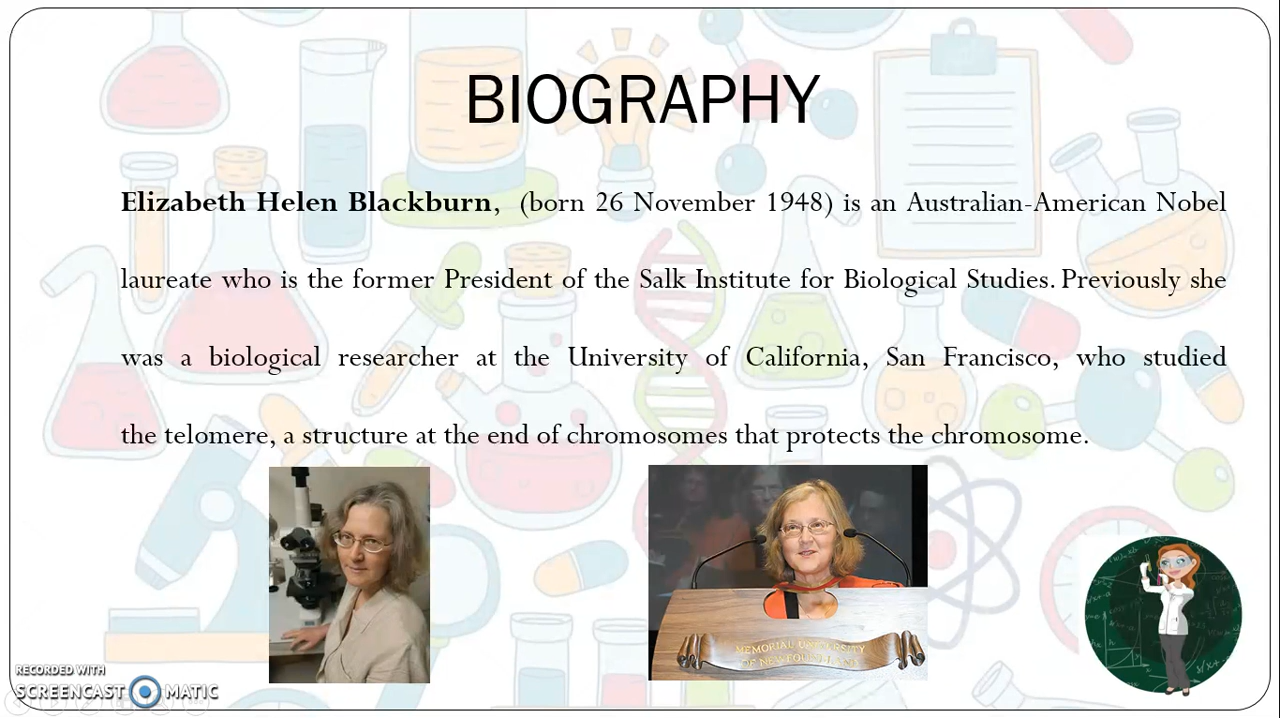 BIOGRAPHY
Elizabeth Helen Blackburn, (born 26 November 1948) is an Australian-American Nobel
laureate who is the former President of the Salk Institute for Biological Studies. Previously she
was a biological researcher at the University of California, San Francisco, who studied
the telomere, a structure at the end of chromosomes that protects the chromosome.
MEMORIAL UNIVERSITY
OF NEWFOUNDLAND
RECORDED WITH
SCREENCAST MATIC